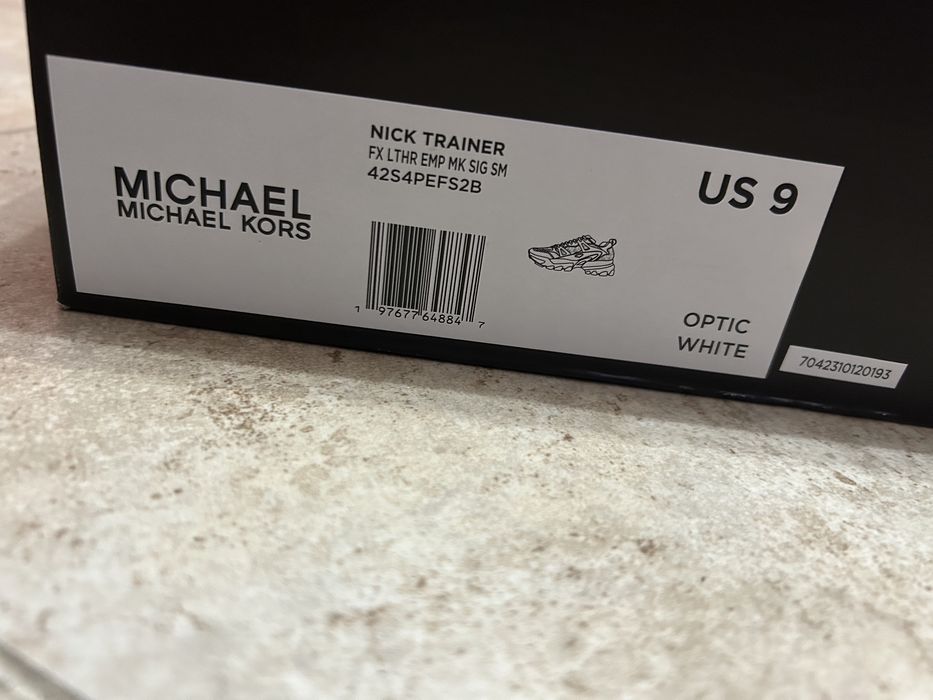 MICHAEL
MICHAEL KORS
NICK TRAINER
FX LTHR EMP MK SIG SM
42S4PEFS2B
1 97677 64884 7
US 9
OPTIC
WHITE
7042310120193